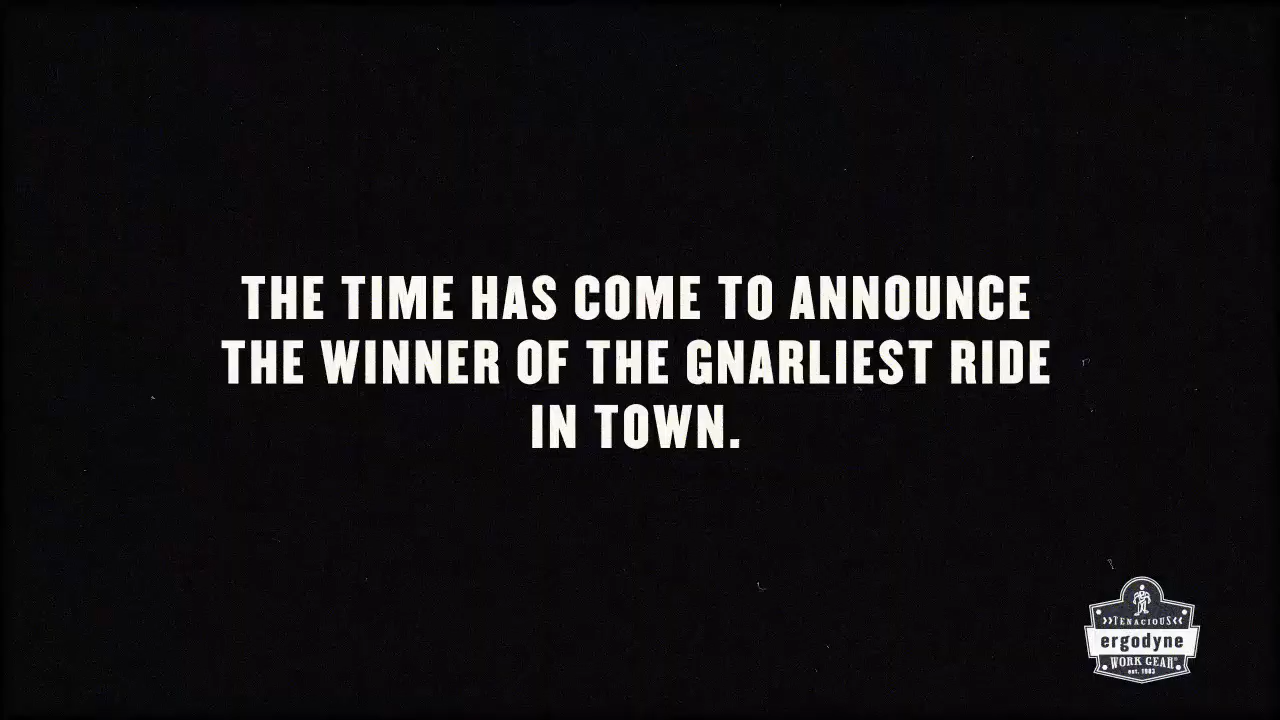 THE TIME HAS COME TO ANNOUNCE
THE WINNER OF THE GNARLIEST RIDE
IN TOWN.
TENACIOUS
ergodyne
WORK GEAR®
est. 1983